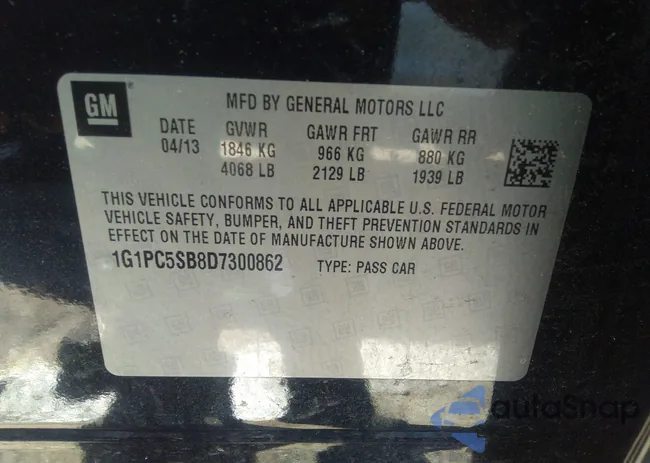 GM
MFD BY GENERAL MOTORS LLC
DATE GVWR GAWR FRT GAWR RR
04/13 1846 KG 966 KG 880 KG
4068 LB 2129 LB 1939 LB
THIS VEHICLE CONFORMS TO ALL APPLICABLE U.S. FEDERAL MOTOR
VEHICLE SAFETY, BUMPER, AND THEFT PREVENTION STANDARDS IN
EFFECT ON THE DATE OF MANUFACTURE SHOWN ABOVE.
1G1PC5SB8D7300862 TYPE: PASS CAR
autoSnap